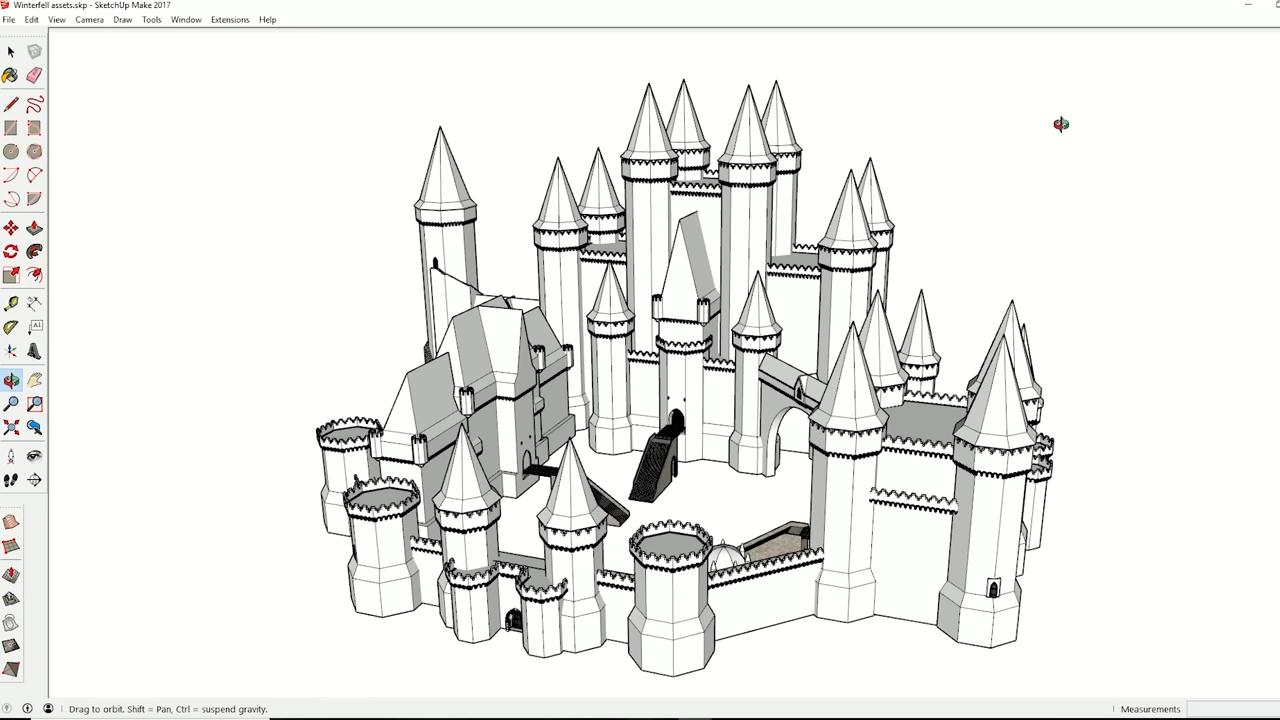 Winterfell assets.skp - SketchUp Make 2017
File Edit View Camera Draw Tools Window Extensions Help
A1
Drag to orbit. Shift = Pan, Ctrl = suspend gravity.
Measurements